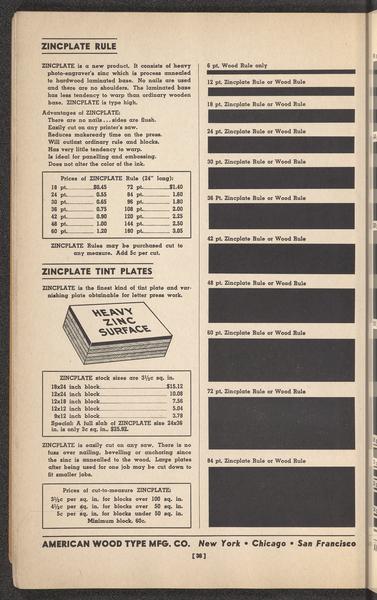 ZINCPLATE RULE
ZINCPLATE is a new product. It consists of heavy
photo-engraver's zinc which is process annealed
to hardwood laminated base. No nails are used
and there are no shoulders. The laminated base
has less tendency to warp than ordinary wooden
base. ZINCPLATE is type high.
Advantages of ZINCPLATE:
There are no nails . . . sides are flush.
Easily cut on any printer's saw.
Reduces makeready time on the press.
Will outlast ordinary rule and blocks.
Has very little tendency to warp.
Is ideal for panelling and embossing.
Does not alter the color of the ink.
Prices of ZINCPLATE Rule (24" long):
18 pt. $0.45 72 pt. $1.40
24 pt. 0.55 84 pt. 1.60
30 pt. 0.65 96 pt. 1.80
36 pt. 0.75 108 pt. 2.00
42 pt. 0.90 120 pt. 2.25
48 pt. 1.00 144 pt. 2.50
60 pt. 1.20 180 pt. 3.05
ZINCPLATE Rules may be purchased cut to
any measure. Add 5c per cut.
ZINCPLATE TINT PLATES
ZINCPLATE is the finest kind of tint plate and var-
nishing plate obtainable for letter press work.
HEAVY
ZINC
SURFACE
ZINCPLATE stock sizes are 3½c sq. in.
18x24 inch block $15.12
12x24 inch block 10.08
12x18 inch block 7.56
12x12 inch block 5.04
9x12 inch block 3.78
Special: A full slab of ZINCPLATE size 24x36
in. is only 3c sq. in., $25.92.
ZINCPLATE is easily cut on any saw. There is no
fuss over nailing, bevelling or anchoring since
the zinc is annealed to the wood. Large plates
after being used for one job may be cut down to
fit smaller jobs.
Prices of cut-to-measure ZINCPLATE:
3½c per sq. in. for blocks over 100 sq. in.
4½c per sq. in. for blocks over 50 sq. in.
5c per sq. in. for blocks under 50 sq. in.
Minimum block, 60c.
6 pt. Wood Rule only
12 pt. Zincplate Rule or Wood Rule
18 pt. Zincplate Rule or Wood Rule
24 pt. Zincplate Rule or Wood Rule
30 pt. Zincplate Rule or Wood Rule
36 Pt. Zincplate Rule or Wood Rule
42 pt. Zincplate Rule or Wood Rule
48 pt. Zincplate Rule or Wood Rule
60 pt. Zincplate Rule or Wood Rule
72 pt. Zincplate Rule or Wood Rule
84 pt. Zincplate Rule or Wood Rule
AMERICAN WOOD TYPE MFG. CO. New York • Chicago • San Francisco
[ 38 ]